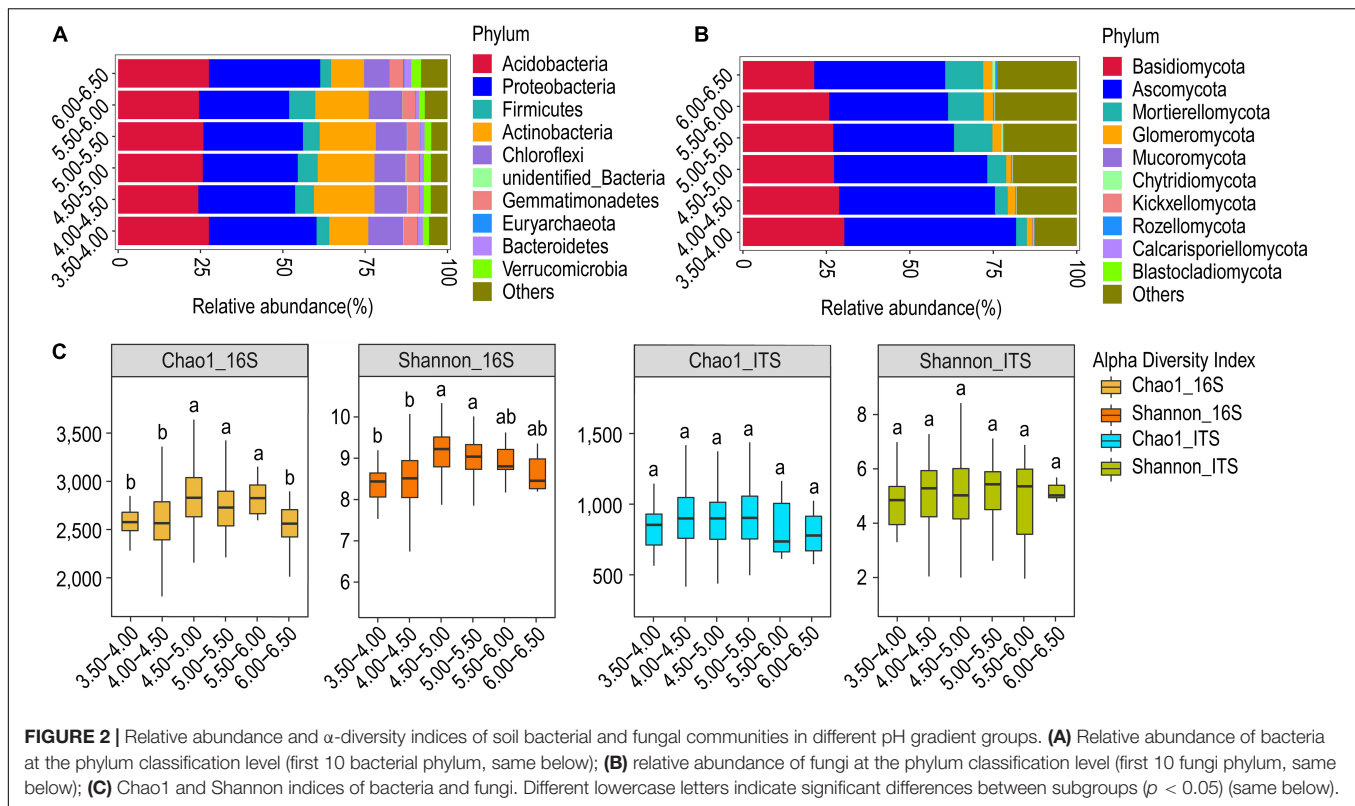 A
Phylum
Acidobacteria
Proteobacteria
Firmicutes
Actinobacteria
Chloroflexi
unidentified_Bacteria
Gemmatimonadetes
Euryarchaeota
Bacteroidetes
Verrucomicrobia
Others
6.00−6.50
5.50−6.00
5.00−5.50
4.50−5.00
4.00−4.50
3.50−4.00
0
25
50
75
100
Relative abundance(%)
B
Phylum
Basidiomycota
Ascomycota
Mortierellomycota
Glomeromycota
Mucoromycota
Chytridiomycota
Kickxellomycota
Rozellomycota
Calcarisporiellomycota
Blastocladiomycota
Others
6.00−6.50
5.50−6.00
5.00−5.50
4.50−5.00
4.00−4.50
3.50−4.00
0
25
50
75
100
Relative abundance(%)
C
Chao1_16S
3,500
3,000
2,500
2,000
b b a a a b
3.50−4.00
4.00−4.50
4.50−5.00
5.00−5.50
5.50−6.00
6.00−6.50
Shannon_16S
10
9
8
7
6
b b a a ab ab
3.50−4.00
4.00−4.50
4.50−5.00
5.00−5.50
5.50−6.00
6.00−6.50
Chao1_ITS
1,500
1,000
500
a a a a a a
3.50−4.00
4.00−4.50
4.50−5.00
5.00−5.50
5.50−6.00
6.00−6.50
Shannon_ITS
8
6
4
2
a a a a a a
3.50−4.00
4.00−4.50
4.50−5.00
5.00−5.50
5.50−6.00
6.00−6.50
Alpha Diversity Index
Chao1_16S
Shannon_16S
Chao1_ITS
Shannon_ITS
FIGURE 2 | Relative abundance and α-diversity indices of soil bacterial and fungal communities in different pH gradient groups. (A) Relative abundance of bacteria
at the phylum classification level (first 10 bacterial phylum, same below); (B) relative abundance of fungi at the phylum classification level (first 10 fungi phylum, same
below); (C) Chao1 and Shannon indices of bacteria and fungi. Different lowercase letters indicate significant differences between subgroups (p < 0.05) (same below).